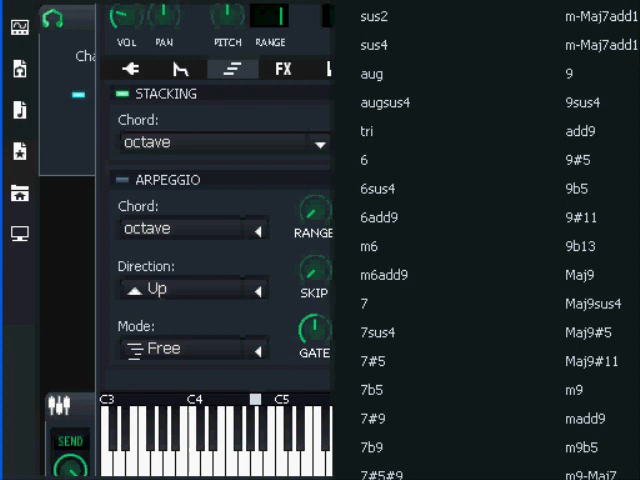 VOL PAN PITCH RANGE
Cha
FX
STACKING
Chord:
octave
ARPEGGIO
Chord:
octave
RANGE
Direction:
Up
SKIP
Mode:
Free
GATE
C3 C4 C5
SEND
sus2
sus4
aug
augsus4
tri
6
6sus4
6add9
m6
m6add9
7
7sus4
7#5
7b5
7#9
7b9
7#5#9
m-Maj7add1
m-Maj7add1
9
9sus4
add9
9#5
9b5
9#11
9b13
Maj9
Maj9sus4
Maj9#5
Maj9#11
m9
madd9
m9b5
m9-Maj7